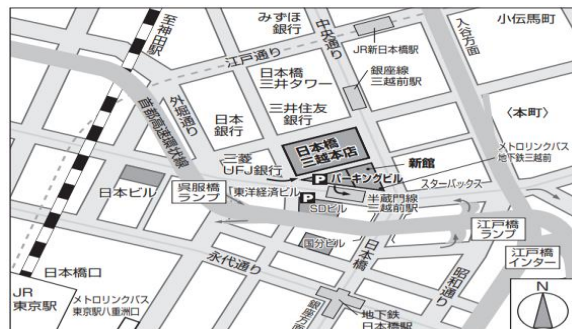 至神田駅
みずほ
銀行
中央通り
JR新日本橋駅
入谷方面
小伝馬町
江戸通り
日本橋
三井タワー
銀座線
三越前駅
外堀通り
首都高速環状線
日本
銀行
三井住友
銀行
〈本町〉
日本橋
三越本店
新館
メトロリンクバス
地下鉄三越前
三菱
UFJ銀行
P パーキングビル
スターバックス
日本ビル
呉服橋
ランプ
東洋経済ビル
P
SDビル
半蔵門線
三越前駅
江戸橋
ランプ
国分ビル
日本橋
昭和通り
江戸橋
インター
日本橋口
永代通り
JR
東京駅
メトロリンクバス
東京駅八重洲口
銀座方面
地下鉄
日本橋駅
N